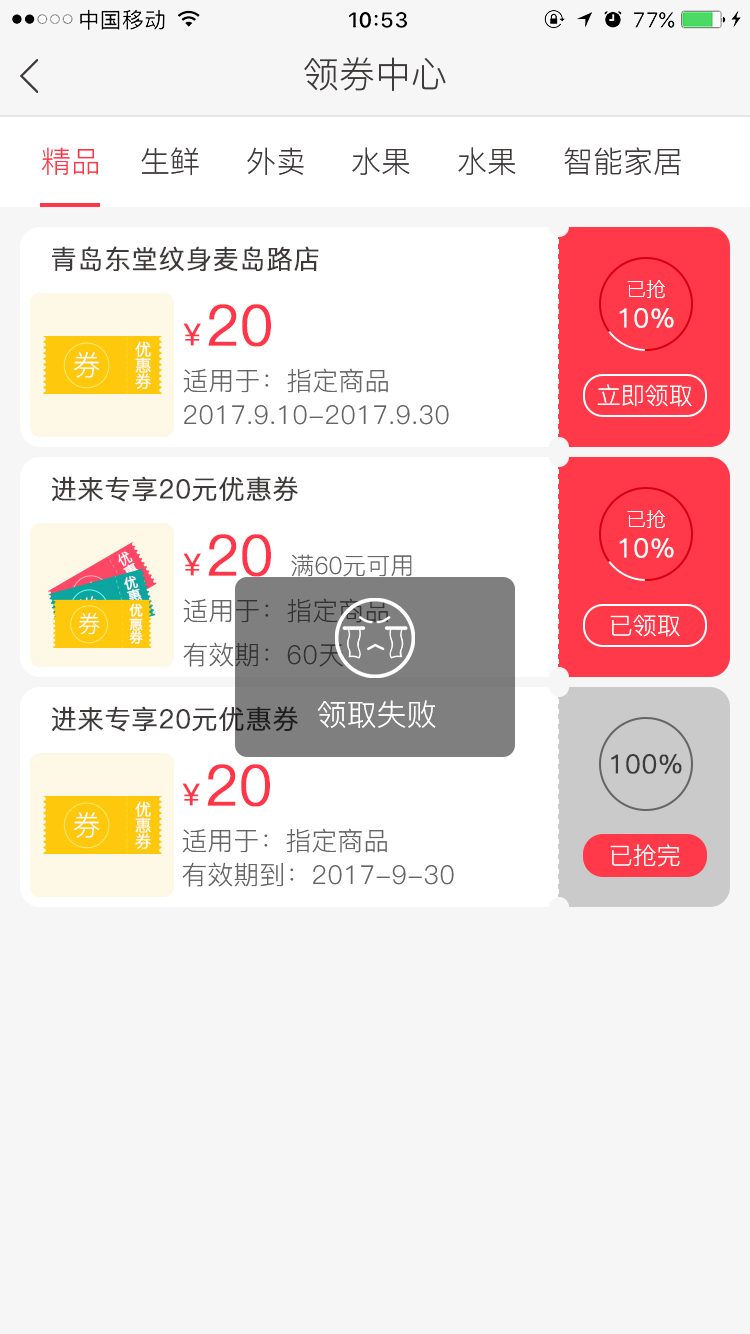 中国移动 10:53 77%
领券中心
精品 生鲜 外卖 水果 水果 智能家居
青岛东堂纹身麦岛路店
券 优惠券
¥20
适用于：指定商品
2017.9.10-2017.9.30
已抢
10%
立即领取
进来专享20元优惠券
优惠券
优惠券
券 优惠券
¥20 满60元可用
适用于：指定商品
有效期：60天
已抢
10%
已领取
领取失败
进来专享20元优惠券
券 优惠券
¥20
适用于：指定商品
有效期到：2017-9-30
100%
已抢完